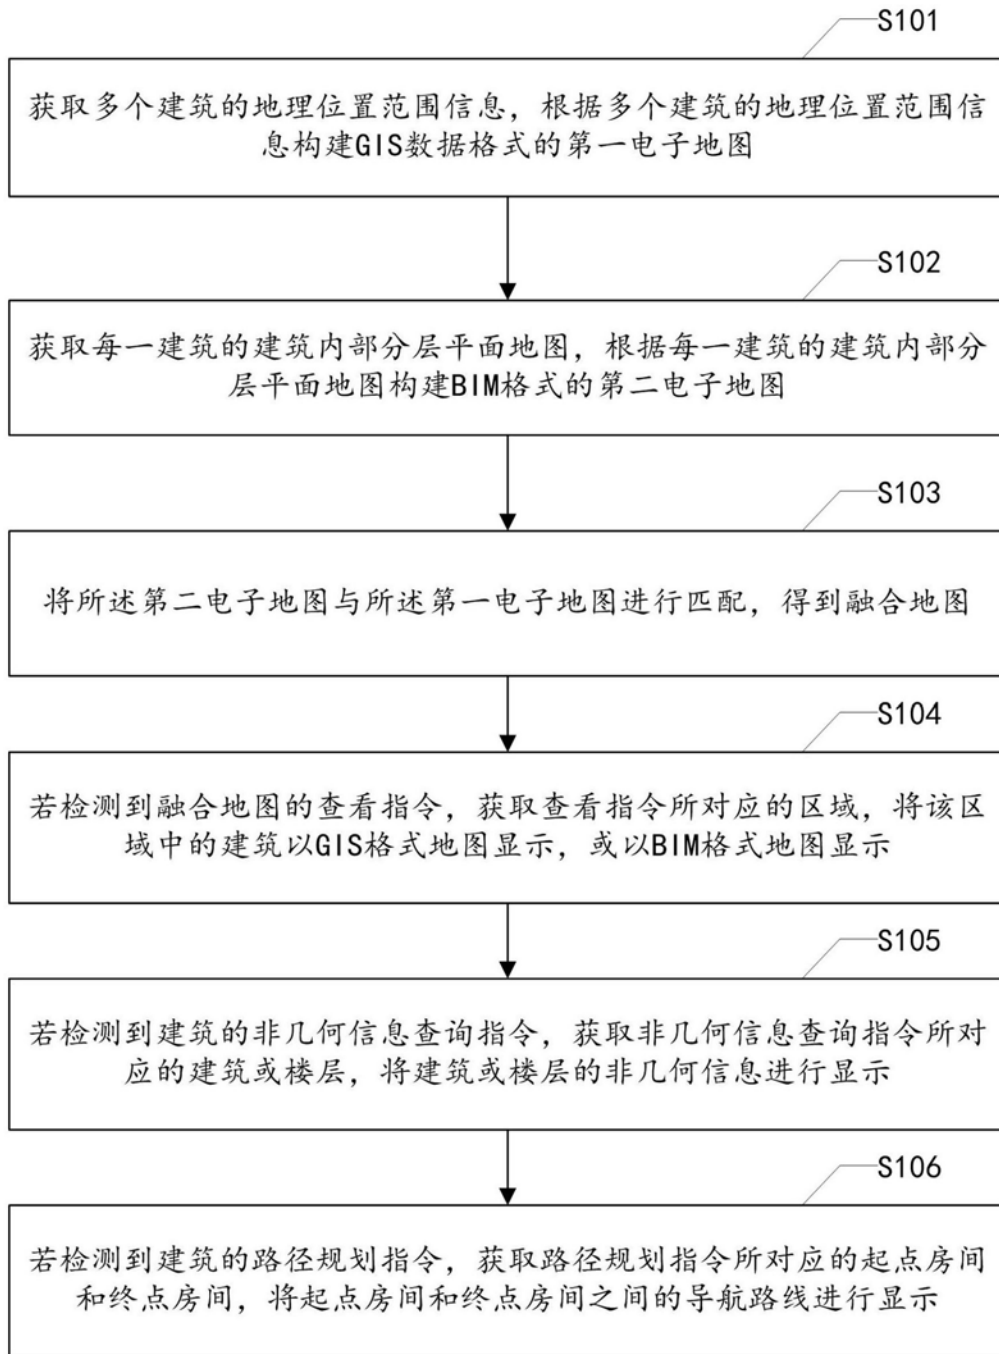 S101
获取多个建筑的地理位置范围信息，根据多个建筑的地理位置范围信
息构建GIS数据格式的第一电子地图
S102
获取每一建筑的建筑内部分层平面地图，根据每一建筑的建筑内部分
层平面地图构建BIM格式的第二电子地图
S103
将所述第二电子地图与所述第一电子地图进行匹配，得到融合地图
S104
若检测到融合地图的查看指令，获取查看指令所对应的区域，将该区
域中的建筑以GIS格式地图显示，或以BIM格式地图显示
S105
若检测到建筑的非几何信息查询指令，获取非几何信息查询指令所对
应的建筑或楼层，将建筑或楼层的非几何信息进行显示
S106
若检测到建筑的路径规划指令，获取路径规划指令所对应的起点房间
和终点房间，将起点房间和终点房间之间的导航路线进行显示